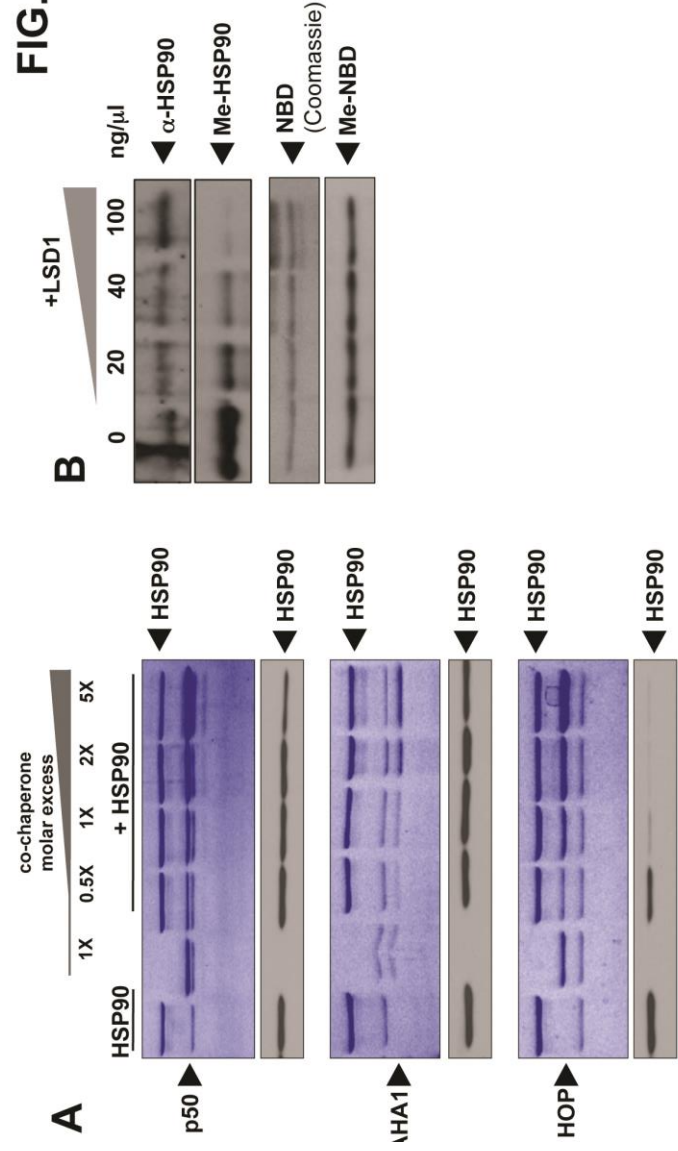 FIG.
A
co-chaperone
molar excess
HSP90
1X
0.5X
1X
2X
5X
+ HSP90
p50
HSP90
HSP90
AHA1
HSP90
HSP90
HOP
HSP90
HSP90
B
+LSD1
0
20
40
100
ng/µl
α-HSP90
Me-HSP90
NBD
(Coomassie)
Me-NBD